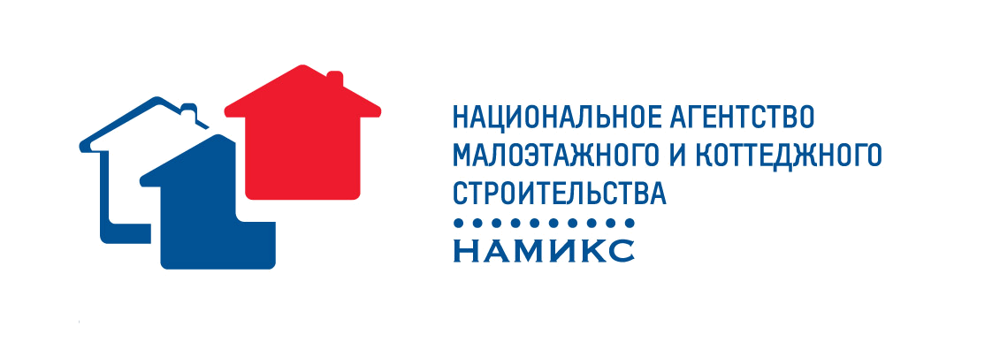 НАЦИОНАЛЬНОЕ АГЕНТСТВО
МАЛОЭТАЖНОГО И КОТТЕДЖНОГО
СТРОИТЕЛЬСТВА
НАМИКС